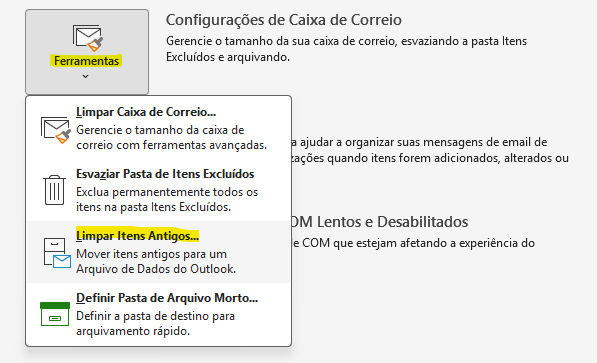 Configurações de Caixa de Correio
Gerencie o tamanho da sua caixa de correio, esvaziando a pasta Itens
Excluídos e arquivando.
Ferramentas
Limpar Caixa de Correio...
Gerencie o tamanho da caixa de
correio com ferramentas avançadas.
a ajudar a organizar suas mensagens de email de
zações quando itens forem adicionados, alterados ou
Esvaziar Pasta de Itens Excluídos
Exclua permanentemente todos os
itens na pasta Itens Excluídos.
OM Lentos e Desabilitados
Limpar Itens Antigos...
de COM que estejam afetando a experiência do
Mover itens antigos para um
Arquivo de Dados do Outlook.
Definir Pasta de Arquivo Morto...
Definir a pasta de destino para
arquivamento rápido.